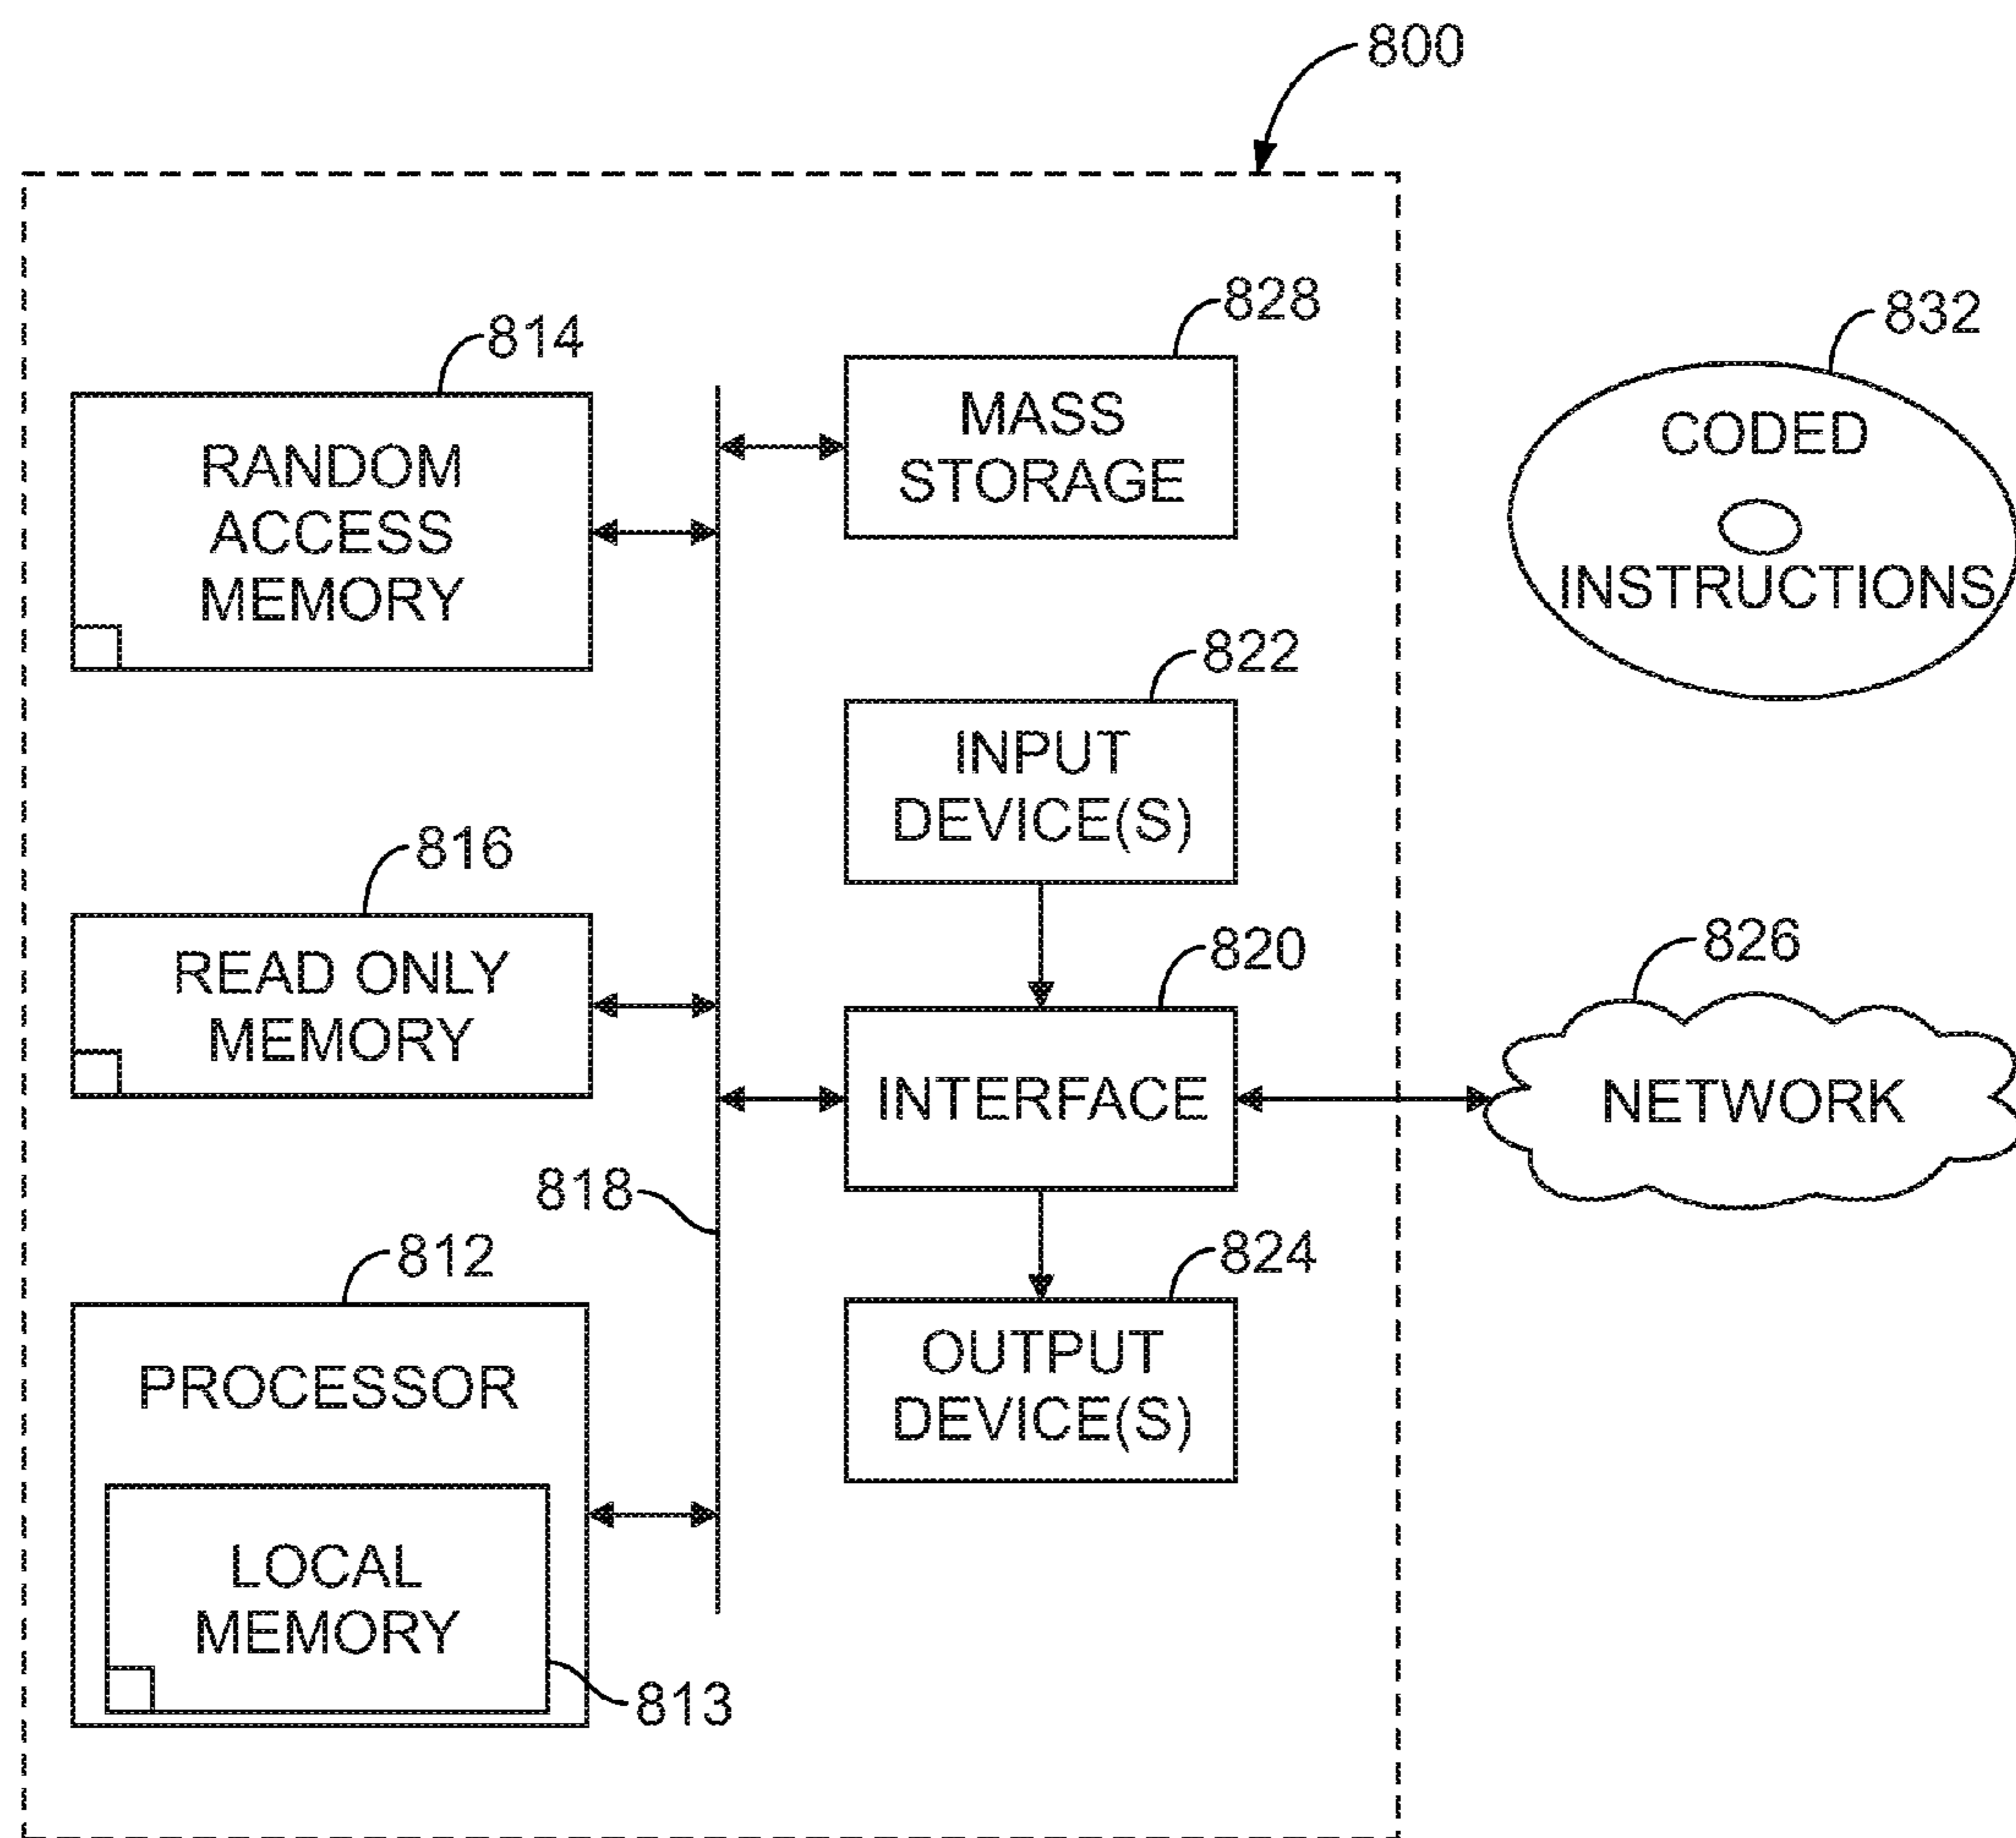 800
814
RANDOM
ACCESS
MEMORY
828
MASS
STORAGE
832
CODED
INSTRUCTIONS
822
INPUT
DEVICE(S)
816
READ ONLY
MEMORY
820
INTERFACE
826
NETWORK
818
812
PROCESSOR
LOCAL
MEMORY
813
824
OUTPUT
DEVICE(S)